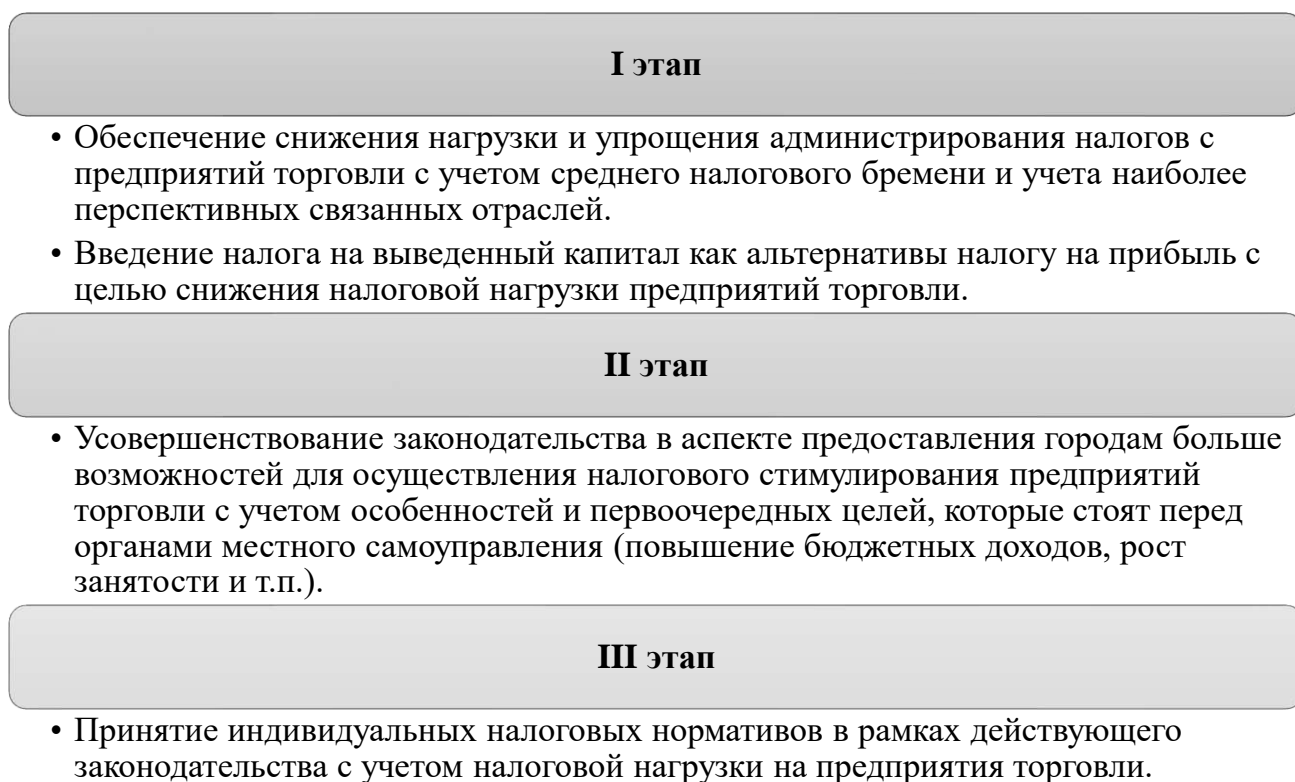 I этап
• Обеспечение снижения нагрузки и упрощения администрирования налогов с
предприятий торговли с учетом среднего налогового бремени и учета наиболее
перспективных связанных отраслей.
• Введение налога на выведенный капитал как альтернативы налогу на прибыль с
целью снижения налоговой нагрузки предприятий торговли.
II этап
• Усовершенствование законодательства в аспекте предоставления городам больше
возможностей для осуществления налогового стимулирования предприятий
торговли с учетом особенностей и первоочередных целей, которые стоят перед
органами местного самоуправления (повышение бюджетных доходов, рост
занятости и т.п.).
III этап
• Принятие индивидуальных налоговых нормативов в рамках действующего
законодательства с учетом налоговой нагрузки на предприятия торговли.